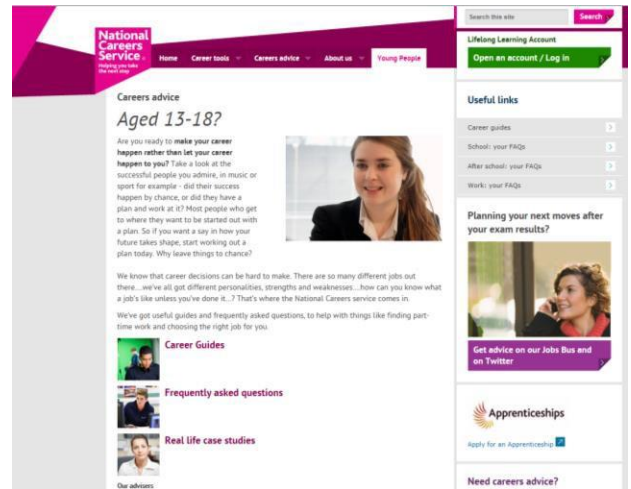 Search this site
Search
National
Careers
Service
Helping you take
the next step
Home
Career tools
Careers advice
About us
Young People
Lifelong Learning Account
Open an account / Log in
Careers advice
Aged 13-18?
Are you ready to make your career
happen rather than let your career
happen to you? Take a look at the
successful people you admire, in music or
sport for example - did their success
happen by chance, or did they have a
plan and work at it? Most people who get
to where they want to be started out with
a plan. So if you want a say in how your
future takes shape, start working out a
plan today. Why leave things to chance?
We know that career decisions can be hard to make. There are so many different jobs out
there....we've all got different personalities, strengths and weaknesses....how can you know what
a job's like unless you've done it...? That's where the National Careers service comes in.
We've got useful guides and frequently asked questions, to help with things like finding part-
time work and choosing the right job for you.
Career Guides
Frequently asked questions
Real life case studies
Our advisers
Useful links
Career guides
School: your FAQs
After school: your FAQs
Work: your FAQs
Planning your next moves after
your exam results?
Get advice on our Jobs Bus and
on Twitter
Apprenticeships
Apply for an Apprenticeship
Need careers advice?